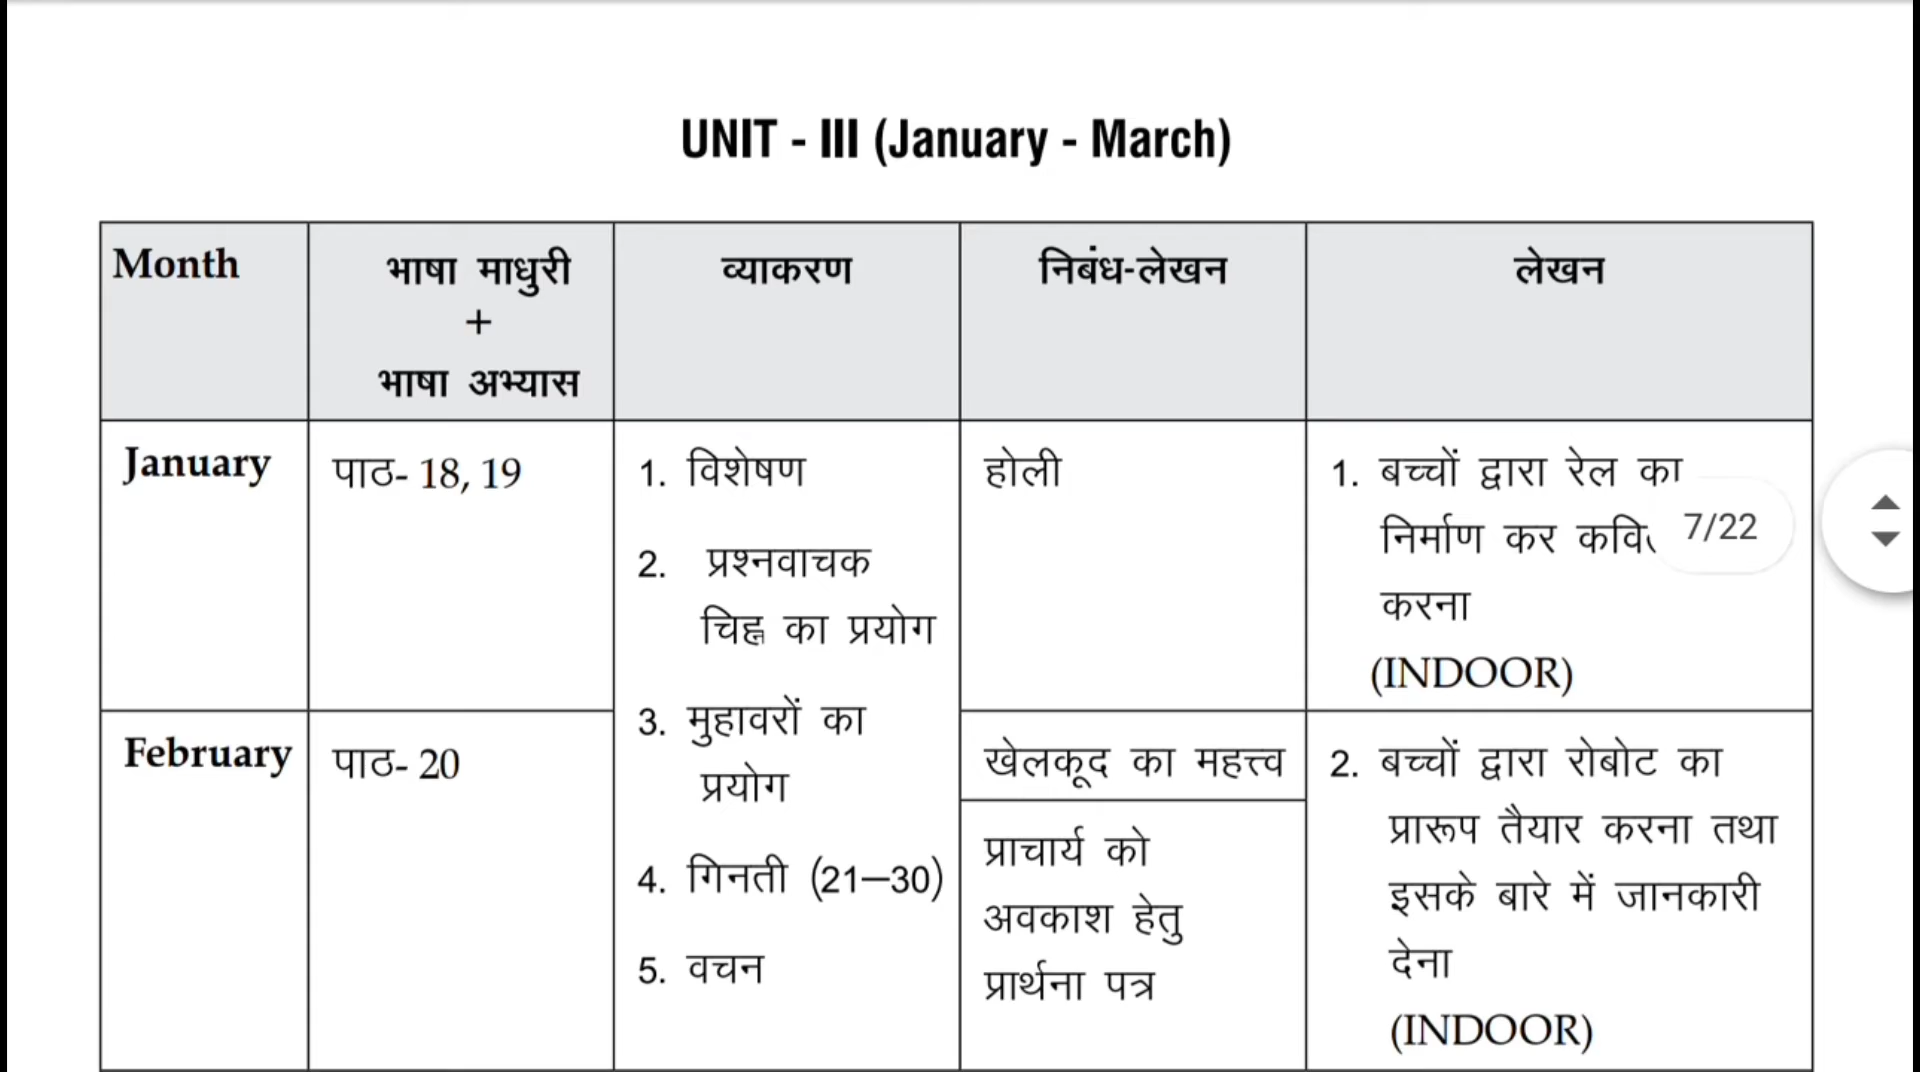 UNIT - III (January - March)
Month
भाषा माधुरी
+
भाषा अभ्यास
व्याकरण
निबंध-लेखन
लेखन
January
पाठ- 18, 19
1. विशेषण
2. प्रश्नवाचक
चिह्न का प्रयोग
3. मुहावरों का
प्रयोग
4. गिनती (21–30)
5. वचन
होली
1. बच्चों द्वारा रेल का
निर्माण कर
करना
(INDOOR)
7/22
February
पाठ- 20
खेलकूद का महत्त्व
प्राचार्य को
अवकाश हेतु
प्रार्थना पत्र
2. बच्चों द्वारा रोबोट का
प्रारूप तैयार करना तथा
इसके बारे में जानकारी
देना
(INDOOR)